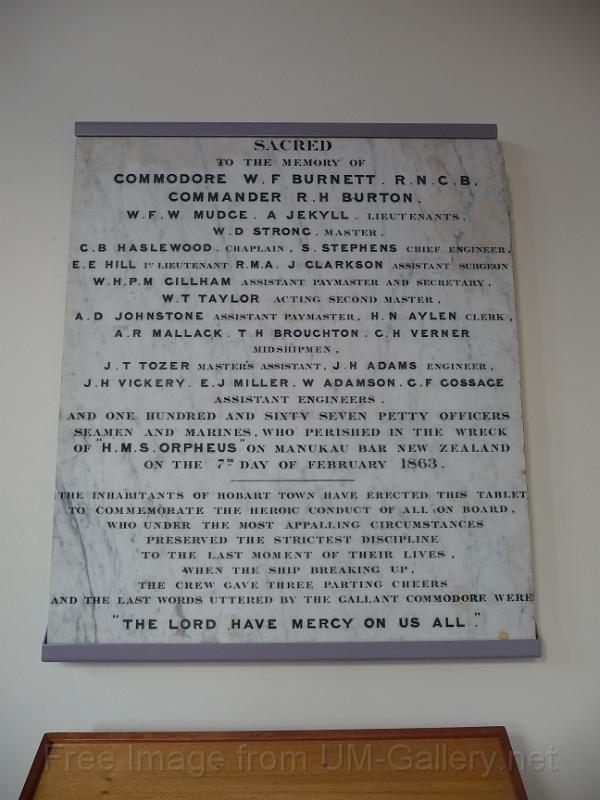 SACRED
TO THE MEMORY OF
COMMODORE W.F BURNETT. R.N.C.B.
COMMANDER R.H BURTON,
W.F.W MUDGE. A JEKYLL. LIEUTENANTS.
W.D STRONG. MASTER.
C.B HASLEWOOD. CHAPLAIN, S. STEPHENS CHIEF ENGINEER,
E.E HILL 1ST LIEUTENANT R.M.A. J CLARKSON ASSISTANT SURGEON
W.H.P.M GILLHAM ASSISTANT PAYMASTER AND SECRETARY,
W.T TAYLOR ACTING SECOND MASTER,
A.D JOHNSTONE ASSISTANT PAYMASTER, H.N AYLEN CLERK,
A.R MALLACK. T.H BROUGHTON. C.H VERNER
MIDSHIPMEN,
J.T TOZER MASTER'S ASSISTANT, J.H ADAMS ENGINEER,
J.H VICKERY. E.J MILLER. W ADAMSON. C.F GOSSAGE
ASSISTANT ENGINEERS.
AND ONE HUNDRED AND SIXTY SEVEN PETTY OFFICERS
SEAMEN AND MARINES, WHO PERISHED IN THE WRECK
OF "H.M.S. ORPHEUS" ON MANUKAU BAR NEW ZEALAND
ON THE 7TH DAY OF FEBRUARY 1863.
THE INHABITANTS OF HOBART TOWN HAVE ERECTED THIS TABLET
TO COMMEMORATE THE HEROIC CONDUCT OF ALL ON BOARD,
WHO UNDER THE MOST APPALLING CIRCUMSTANCES
PRESERVED THE STRICTEST DISCIPLINE
TO THE LAST MOMENT OF THEIR LIVES,
WHEN THE SHIP BREAKING UP,
THE CREW GAVE THREE PARTING CHEERS
AND THE LAST WORDS UTTERED BY THE GALLANT COMMODORE WERE
"THE LORD HAVE MERCY ON US ALL".
Free Image from UM-Gallery.net